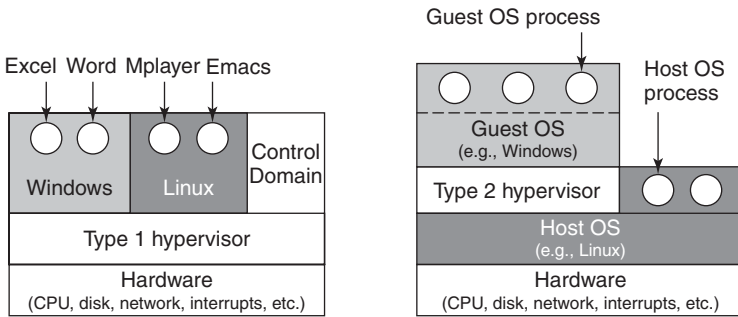 Excel Word Mplayer Emacs
Windows
Linux
Control
Domain
Type 1 hypervisor
Hardware
(CPU, disk, network, interrupts, etc.)
Guest OS process
Host OS
process
Guest OS
(e.g., Windows)
Type 2 hypervisor
Host OS
(e.g., Linux)
Hardware
(CPU, disk, network, interrupts, etc.)